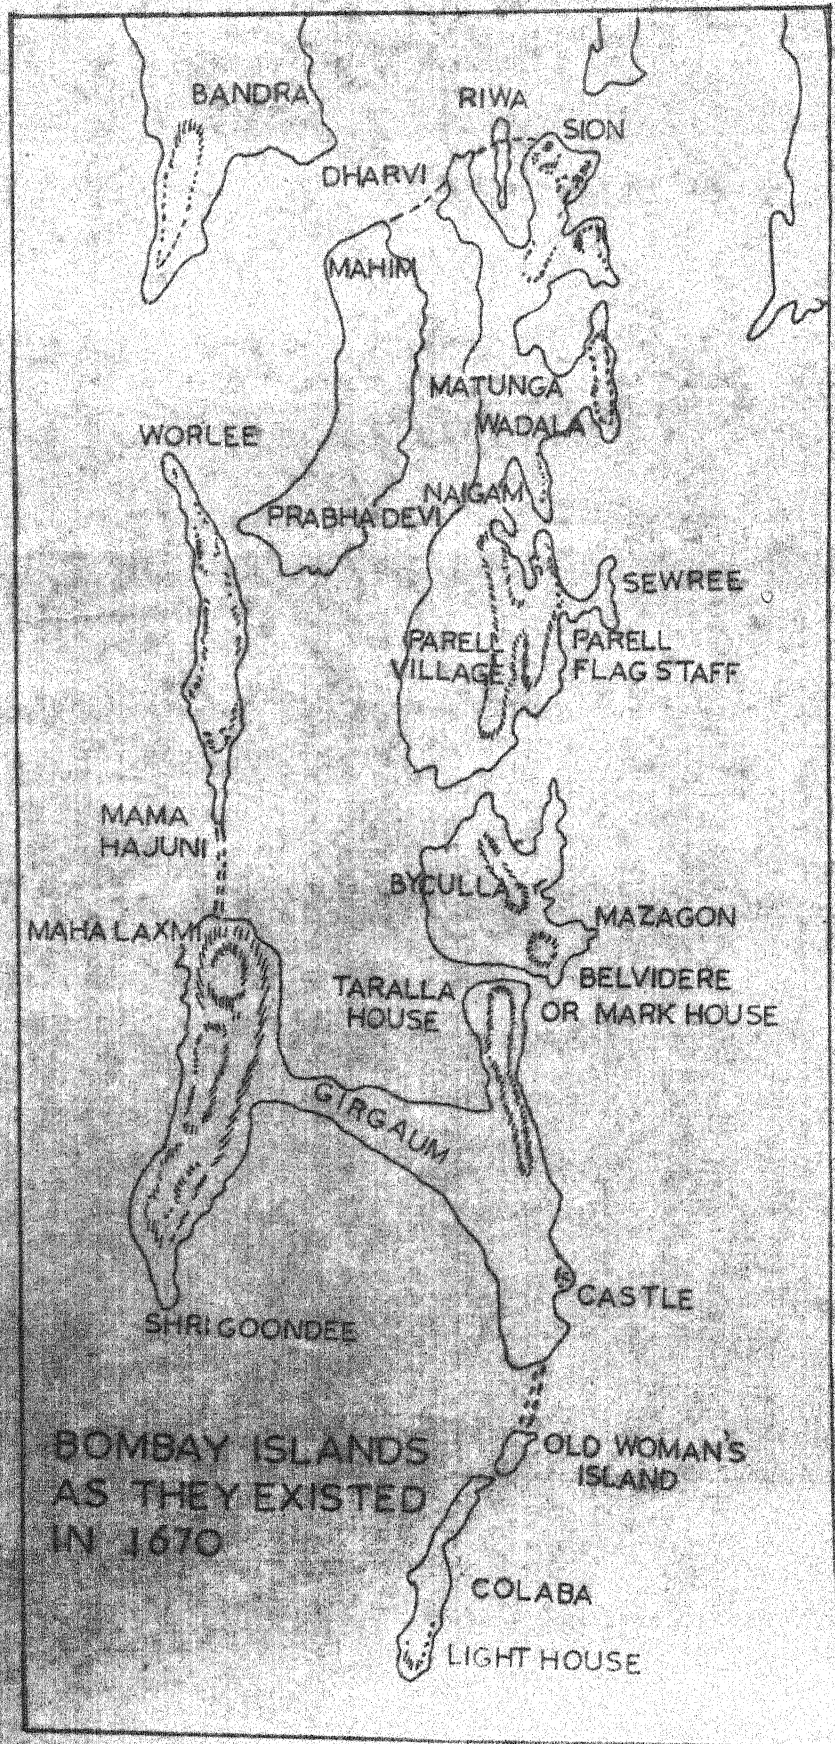 BANDRA
RIWA
SION
DHARVI
MAHIM
MATUNGA
WADALA
WORLEE
NAIGAM
PRABHA DEVI
SEWREE
PARELL
VILLAGE
PARELL
FLAG STAFF
MAMA
HAJUNI
BYCULLA
MAZAGON
MAHA LAXMI
BELVIDERE
OR MARK HOUSE
TARALLA
HOUSE
GIRGAUM
CASTLE
SHRI GOONDEE
BOMBAY ISLANDS
AS THEY EXISTED
IN 1670
OLD WOMAN'S
ISLAND
COLABA
LIGHT HOUSE